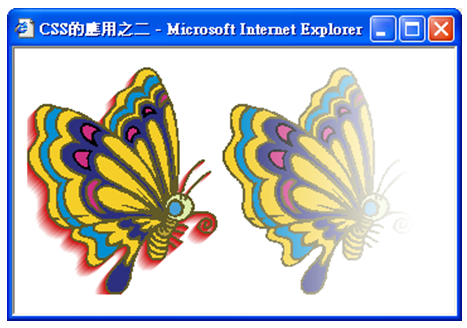 CSS的應用之二 - Microsoft Internet Explorer